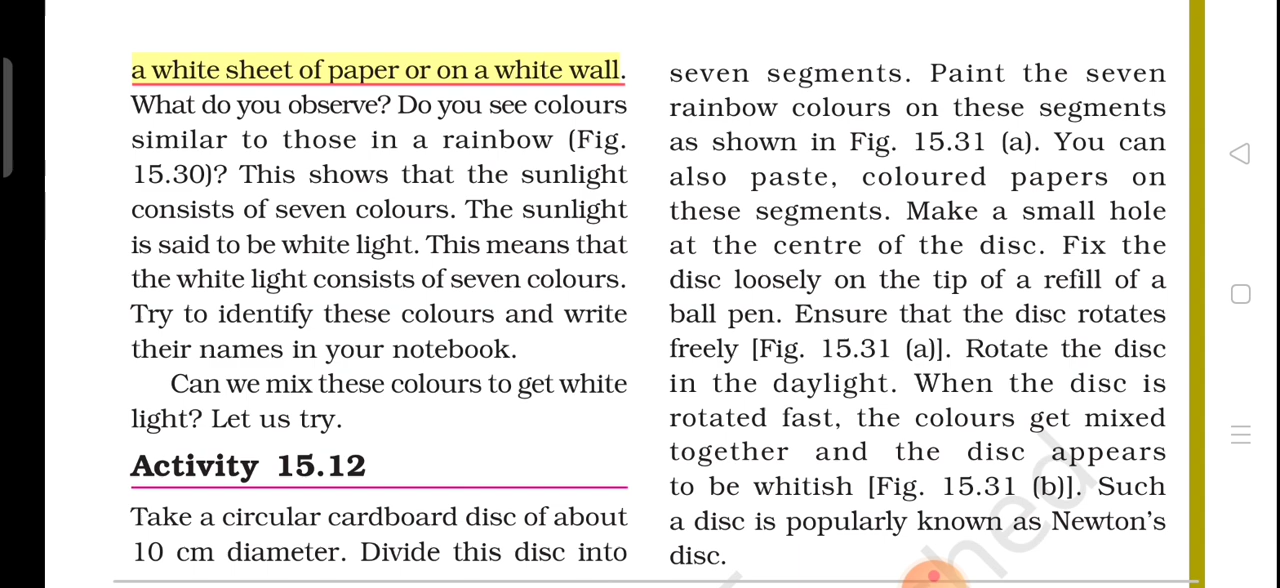 a white sheet of paper or on a white wall.
What do you observe? Do you see colours
similar to those in a rainbow (Fig.
15.30)? This shows that the sunlight
consists of seven colours. The sunlight
is said to be white light. This means that
the white light consists of seven colours.
Try to identify these colours and write
their names in your notebook.
Can we mix these colours to get white
light? Let us try.
Activity 15.12
Take a circular cardboard disc of about
10 cm diameter. Divide this disc into
seven segments. Paint the seven
rainbow colours on these segments
as shown in Fig. 15.31 (a). You can
also paste, coloured papers on
these segments. Make a small hole
at the centre of the disc. Fix the
disc loosely on the tip of a refill of a
ball pen. Ensure that the disc rotates
freely [Fig. 15.31 (a)]. Rotate the disc
in the daylight. When the disc is
rotated fast, the colours get mixed
together and the disc appears
to be whitish [Fig. 15.31 (b)]. Such
a disc is popularly known as Newton's
disc.